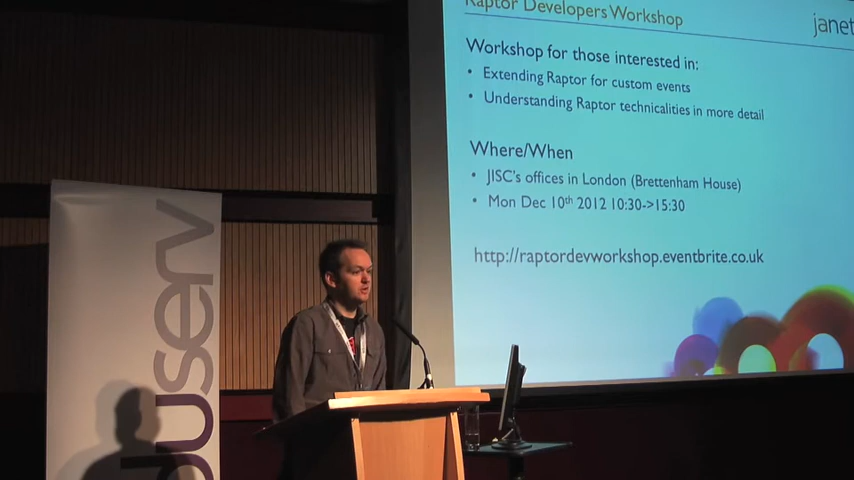 Raptor Developers Workshop
janet
Workshop for those interested in:
• Extending Raptor for custom events
• Understanding Raptor technicalities in more detail
Where/When
• JISC's offices in London (Brettenham House)
• Mon Dec 10th 2012 10:30->15:30
http://raptordevworkshop.eventbrite.co.uk
duserv